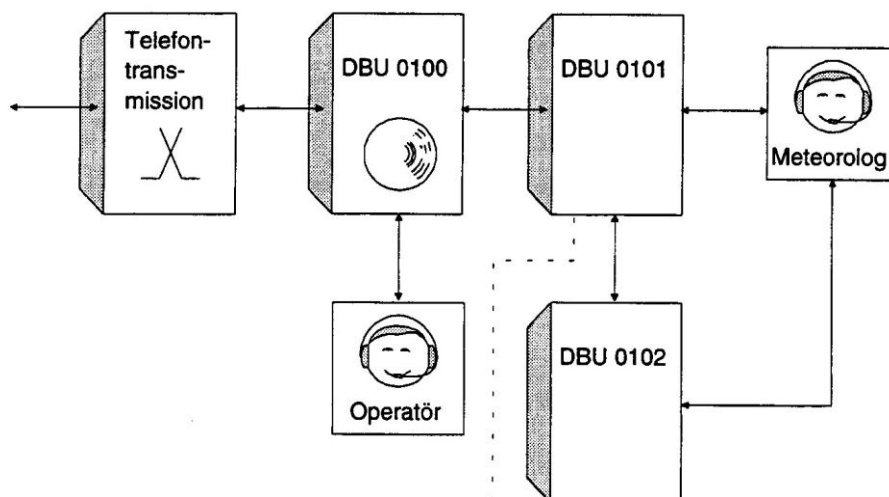 Telefon-
trans-
mission
DBU 0100
DBU 0101
Meteorolog
Operatör
DBU 0102